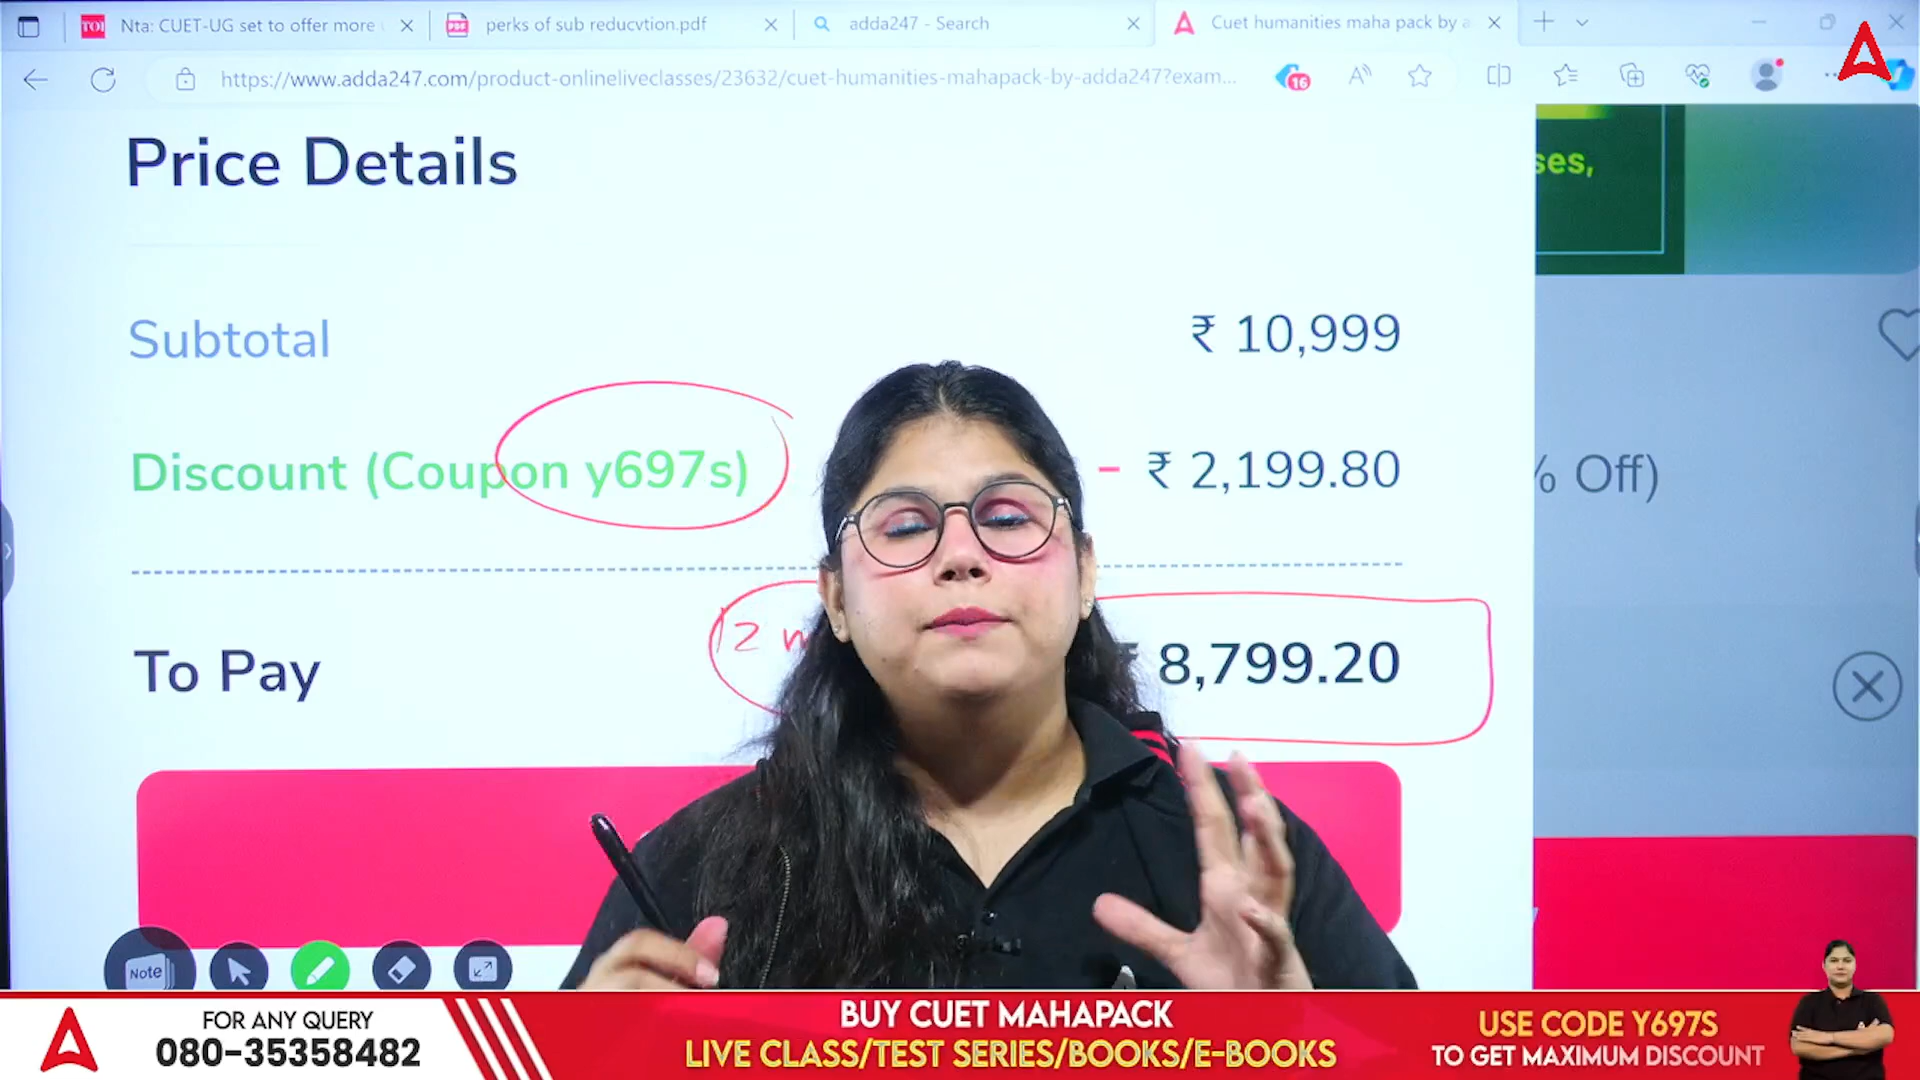 Nta: CUET-UG set to offer more
perks of sub reducvtion.pdf
adda247 - Search
Cuet humanities maha pack by
https://www.adda247.com/product-onlineliveclasses/23632/cuet-humanities-mahapack-by-adda247?exam...
16
Price Details
ses,
Subtotal ₹ 10,999
Discount (Coupon y697s) - ₹ 2,199.80
% Off)
12
To Pay 8,799.20
Note
FOR ANY QUERY
080-35358482
BUY CUET MAHAPACK
LIVE CLASS/TEST SERIES/BOOKS/E-BOOKS
USE CODE Y697S
TO GET MAXIMUM DISCOUNT